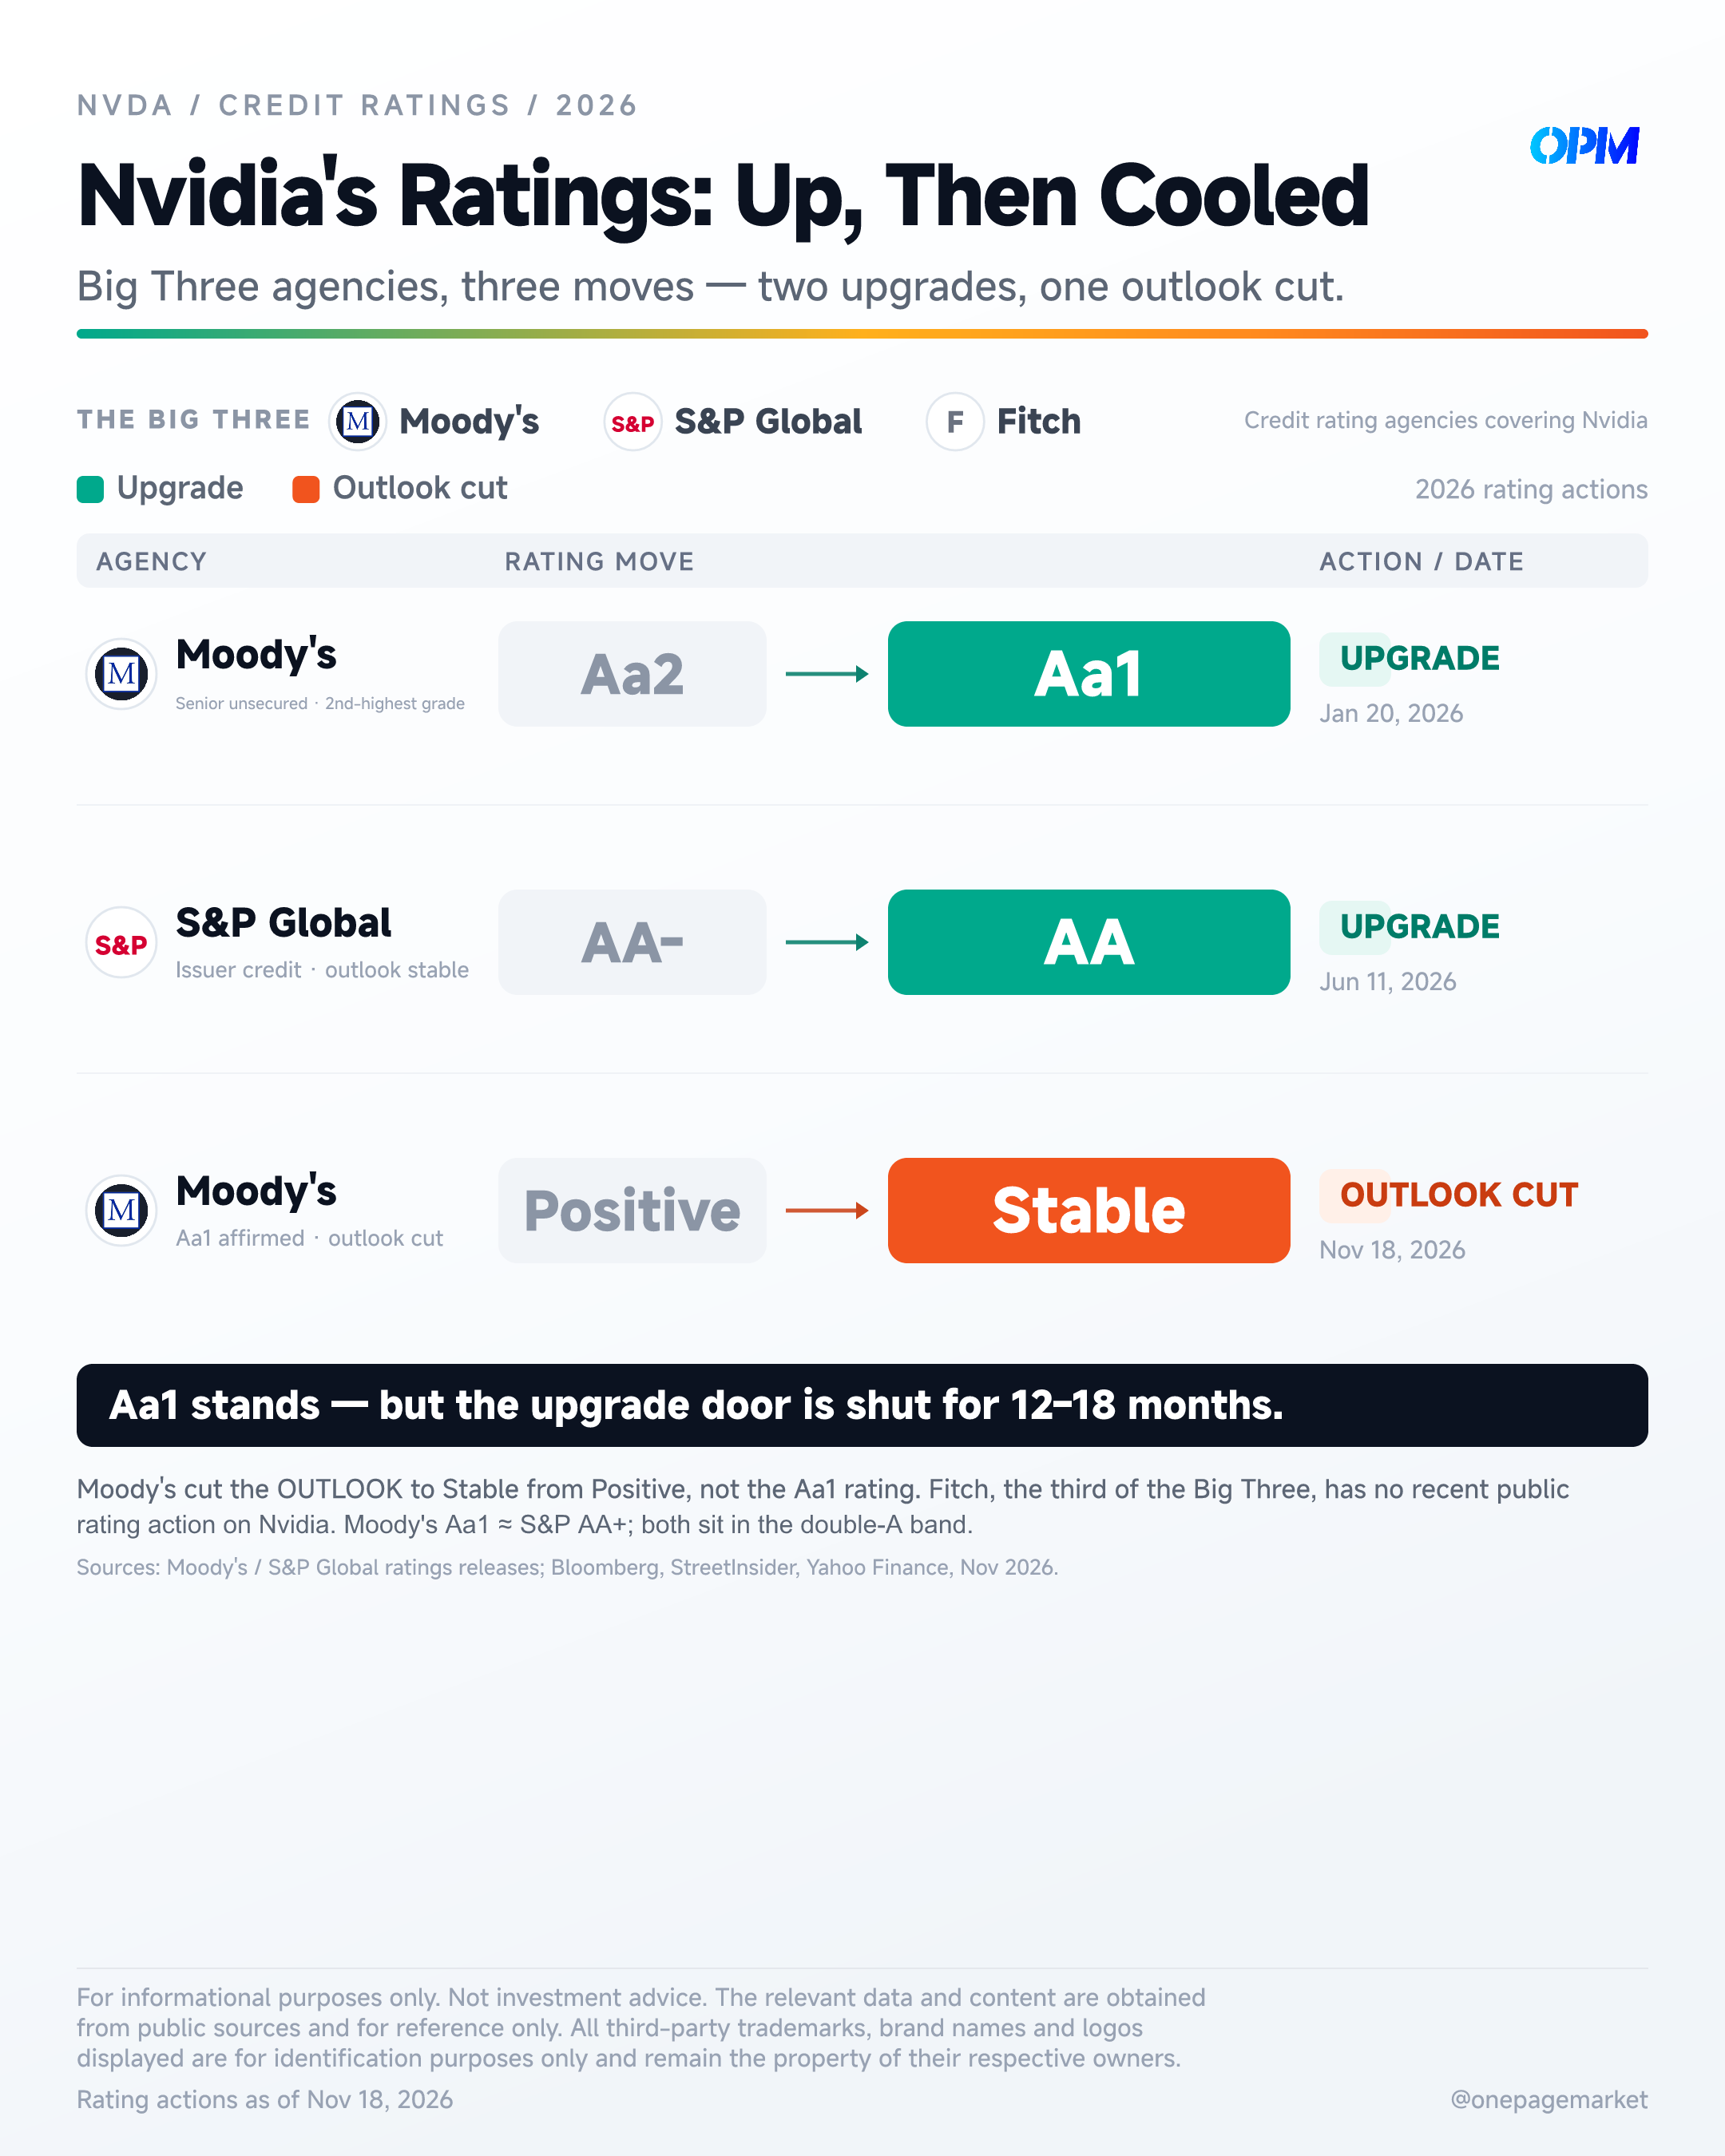 NVDA / CREDIT RATINGS / 2026
OPM
Nvidia's Ratings: Up, Then Cooled
Big Three agencies, three moves — two upgrades, one outlook cut.
THE BIG THREE M Moody's S&P S&P Global F Fitch Credit rating agencies covering Nvidia
Upgrade Outlook cut 2026 rating actions
AGENCY RATING MOVE ACTION / DATE
M Moody's
Senior unsecured · 2nd-highest grade
Aa2 Aa1
UPGRADE
Jan 20, 2026
S&P S&P Global
Issuer credit · outlook stable
AA- AA
UPGRADE
Jun 11, 2026
M Moody's
Aa1 affirmed · outlook cut
Positive Stable
OUTLOOK CUT
Nov 18, 2026
Aa1 stands — but the upgrade door is shut for 12–18 months.
Moody's cut the OUTLOOK to Stable from Positive, not the Aa1 rating. Fitch, the third of the Big Three, has no recent public
rating action on Nvidia. Moody's Aa1 ≈ S&P AA+; both sit in the double-A band.
Sources: Moody's / S&P Global ratings releases; Bloomberg, StreetInsider, Yahoo Finance, Nov 2026.
For informational purposes only. Not investment advice. The relevant data and content are obtained
from public sources and for reference only. All third-party trademarks, brand names and logos
displayed are for identification purposes only and remain the property of their respective owners.
Rating actions as of Nov 18, 2026 @onepagemarket